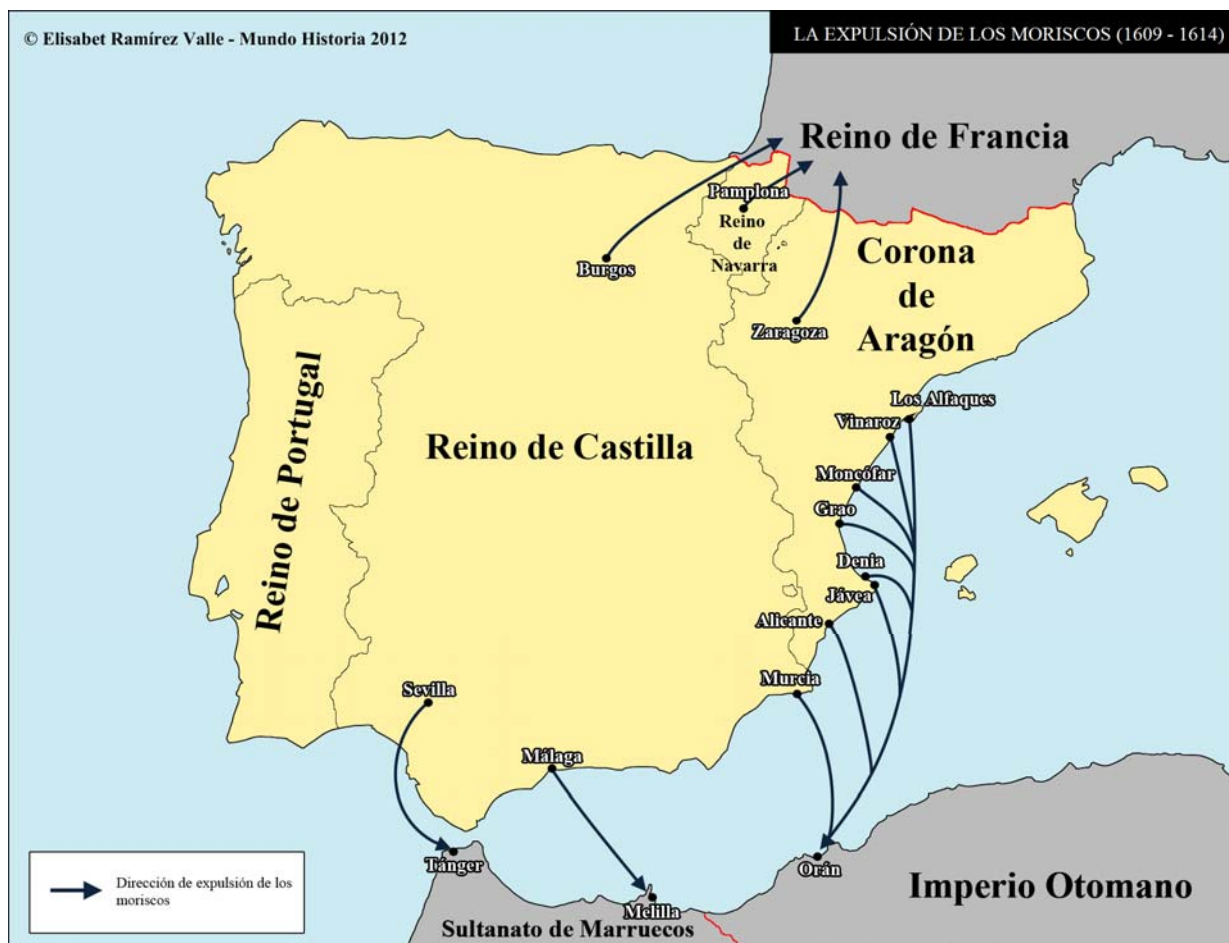 © Elisabet Ramírez Valle - Mundo Historia 2012
LA EXPULSIÓN DE LOS MORISCOS (1609 - 1614)
Reino de Francia
Pamplona
Reino
de
Navarra
Burgos
Corona
de
Aragón
Zaragoza
Reino de Portugal
Reino de Castilla
Los Alfaques
Vinaroz
Moncófar
Grao
Denia
Jávea
Alicante
Murcia
Sevilla
Málaga
Tánger
Orán
Melilla
Imperio Otomano
Sultanato de Marruecos
Dirección de expulsión de los
moriscos